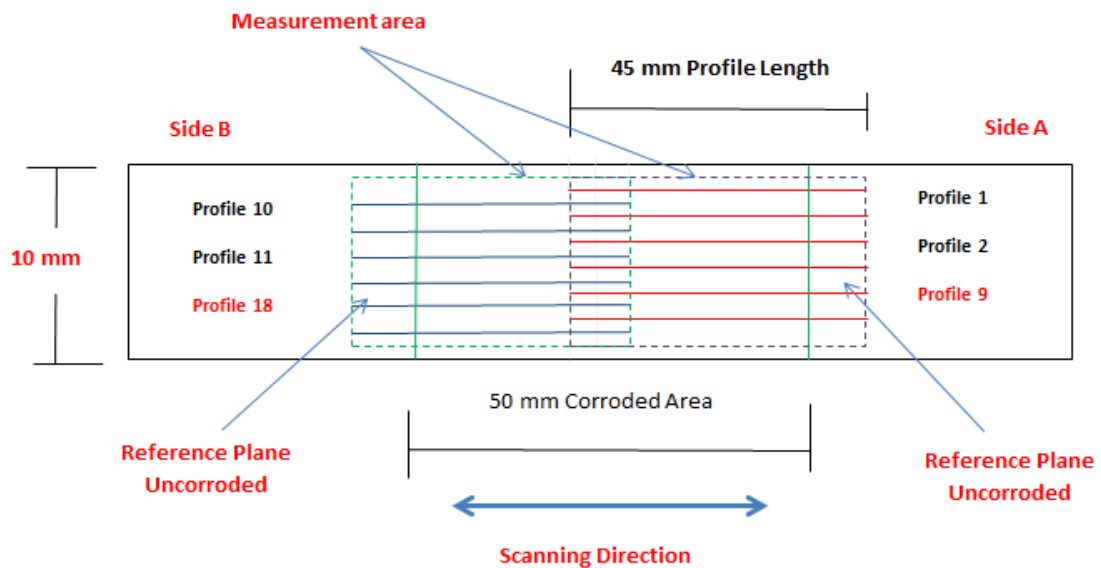 Measurement area
45 mm Profile Length
Side B
Side A
Profile 10
Profile 1
10 mm
Profile 11
Profile 2
Profile 18
Profile 9
50 mm Corroded Area
Reference Plane
Uncorroded
Reference Plane
Uncorroded
Scanning Direction